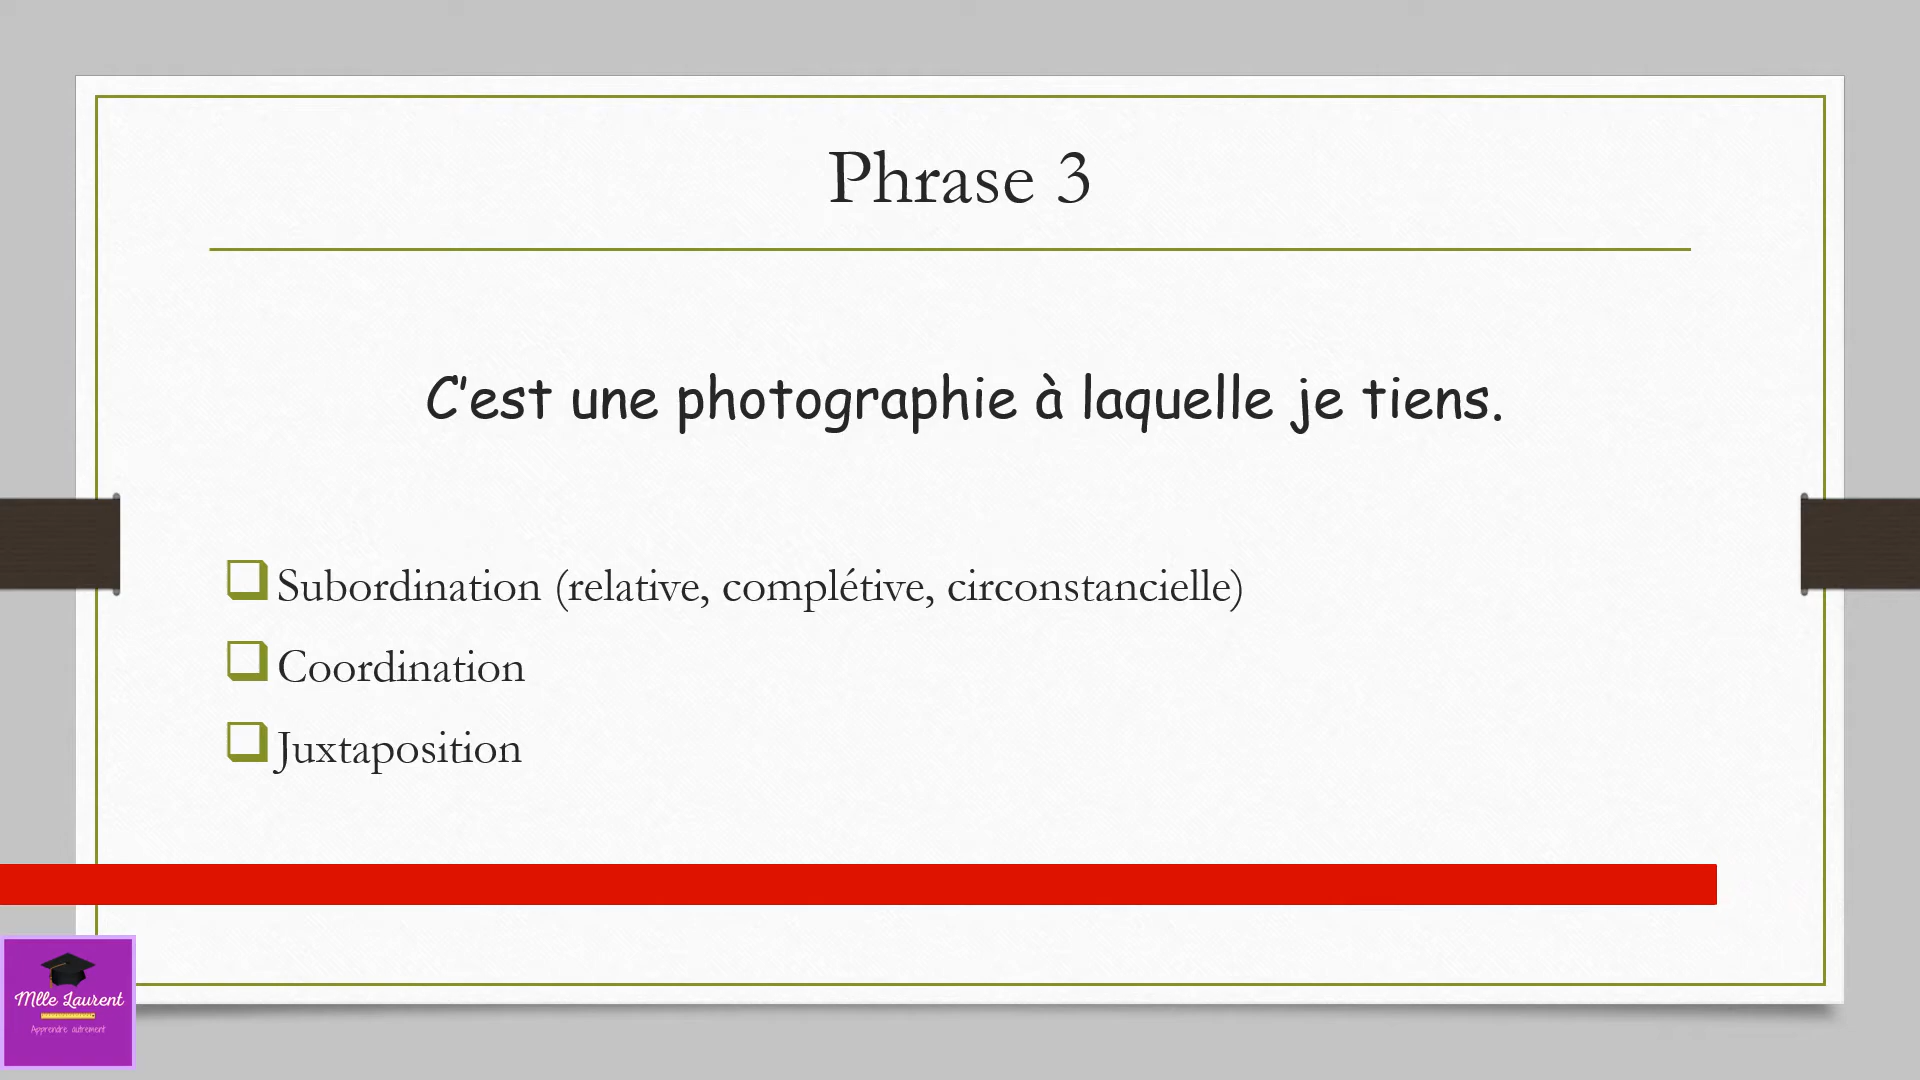 Phrase 3
C'est une photographie à laquelle je tiens.
Subordination (relative, complétive, circonstancielle)
Coordination
Juxtaposition
Mlle Laurent
Apprendre autrement